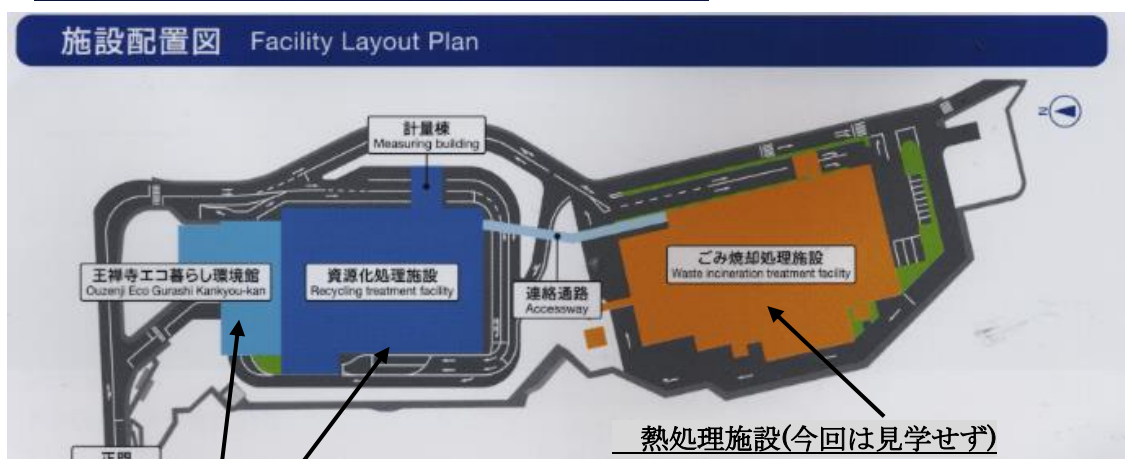 施設配置図 Facility Layout Plan
計量棟
Measuring building
N
王禅寺エコ暮らし環境館
Ouzenji Eco Gurashi Kankyou-kan
資源化処理施設
Recycling treatment facility
連絡通路
Accessway
ごみ焼却処理施設
Waste incineration treatment facility
熱処理施設(今回は見学せず)
正門